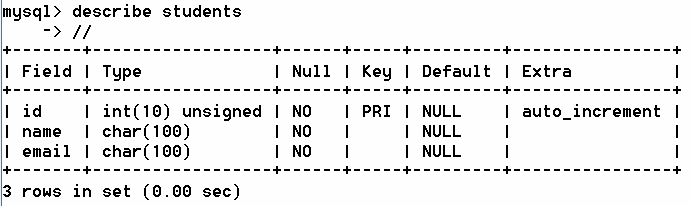 mysql> describe students
    -> //
+-------+------------------+------+-----+---------+----------------+
| Field | Type             | Null | Key | Default | Extra          |
+-------+------------------+------+-----+---------+----------------+
| id    | int(10) unsigned | NO   | PRI | NULL    | auto_increment |
| name  | char(100)        | NO   |     | NULL    |                |
| email | char(100)        | NO   |     | NULL    |                |
+-------+------------------+------+-----+---------+----------------+
3 rows in set (0.00 sec)